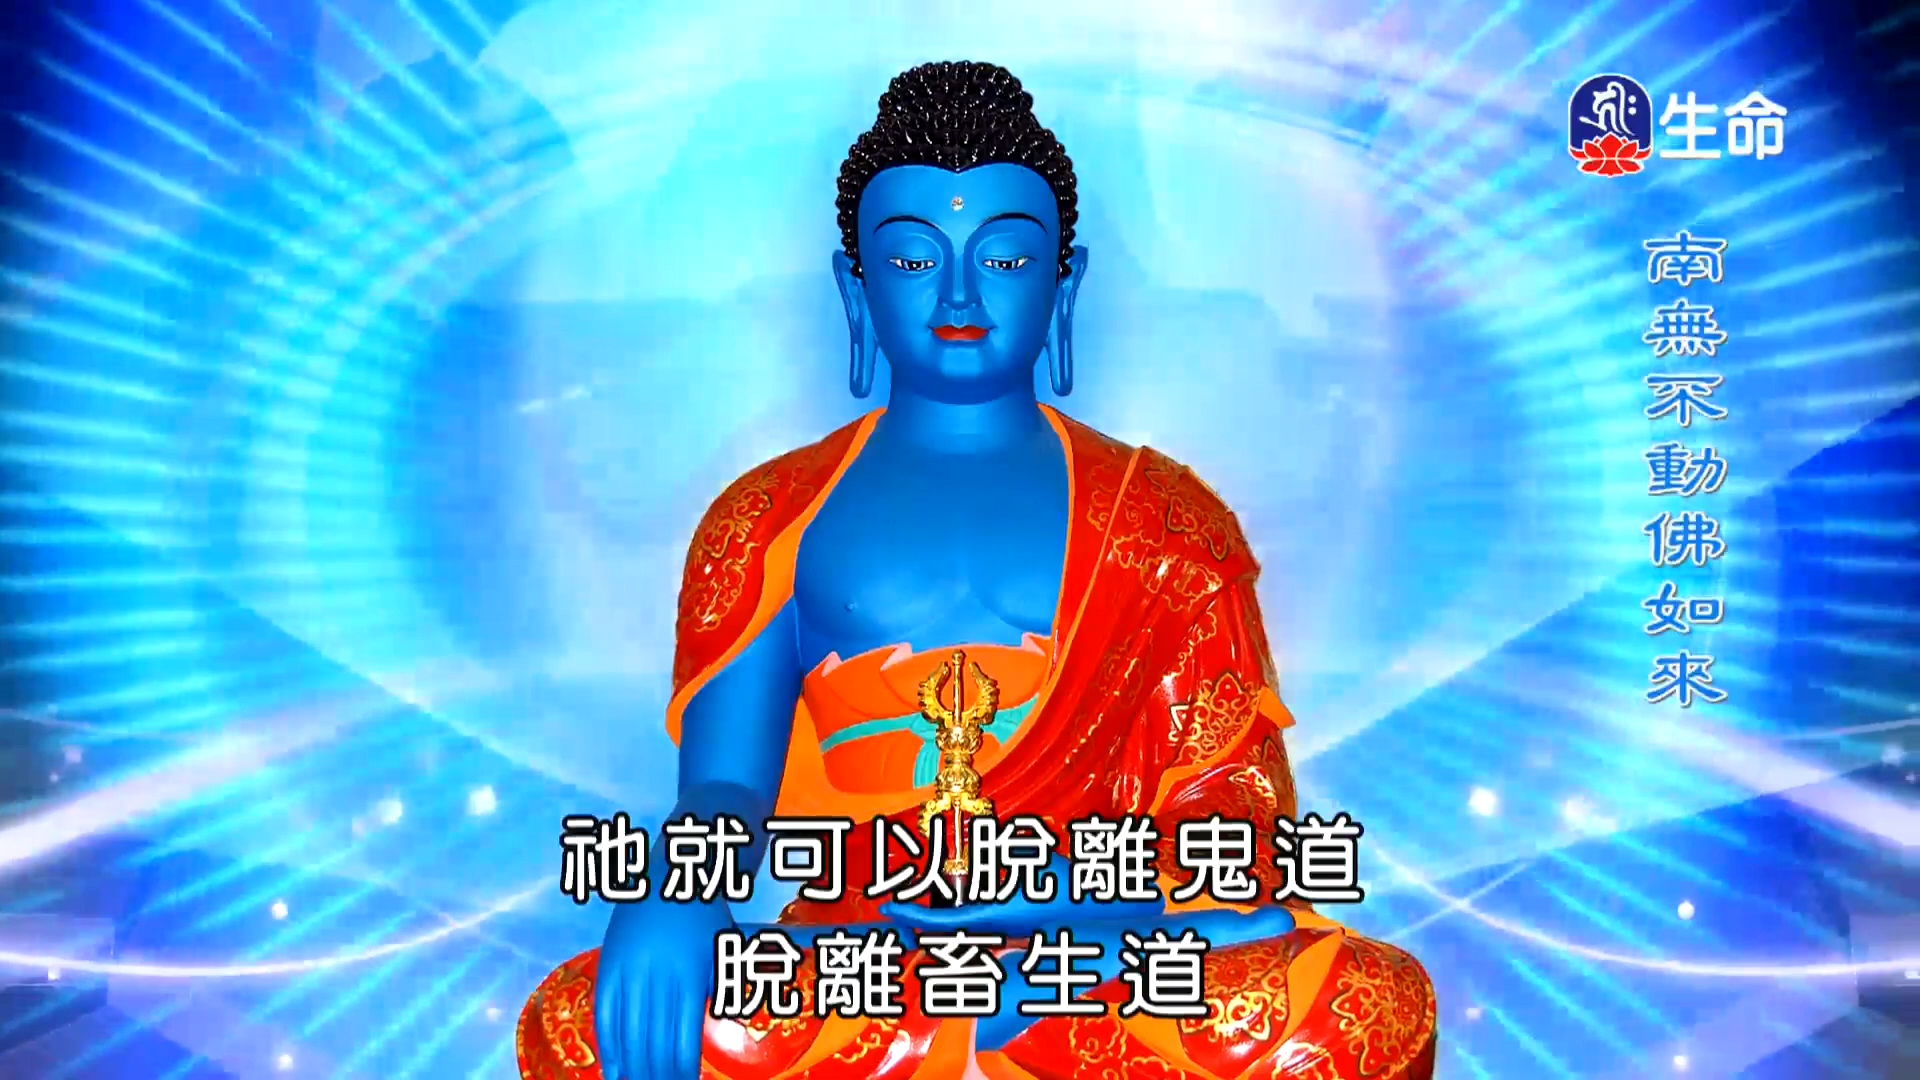 生命
南無不動佛如來
祂就可以脫離鬼道
脫離畜生道